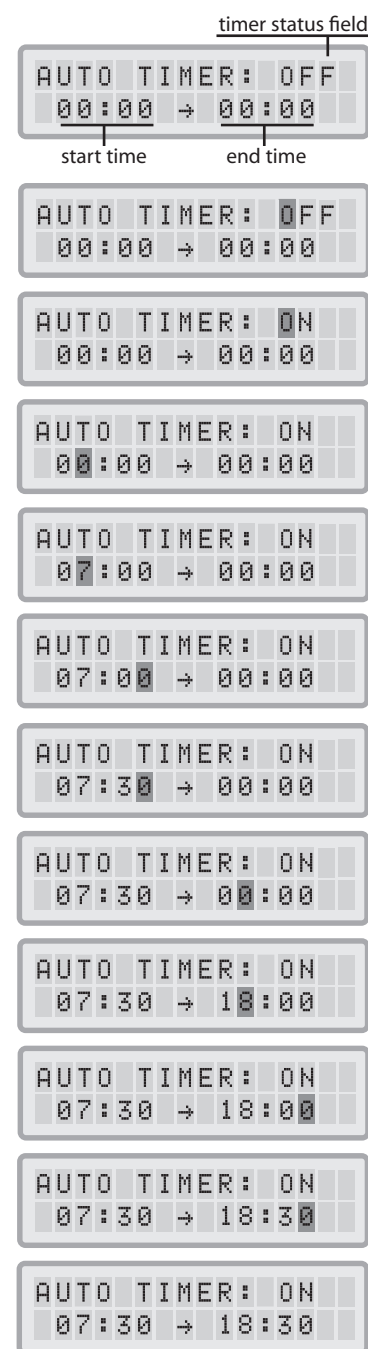 timer status field
AUTO TIMER: OFF
00:00 → 00:00
start time end time
AUTO TIMER: OFF
00:00 → 00:00
AUTO TIMER: ON
00:00 → 00:00
AUTO TIMER: ON
00:00 → 00:00
AUTO TIMER: ON
07:00 → 00:00
AUTO TIMER: ON
07:00 → 00:00
AUTO TIMER: ON
07:30 → 00:00
AUTO TIMER: ON
07:30 → 00:00
AUTO TIMER: ON
07:30 → 18:00
AUTO TIMER: ON
07:30 → 18:00
AUTO TIMER: ON
07:30 → 18:30
AUTO TIMER: ON
07:30 → 18:30